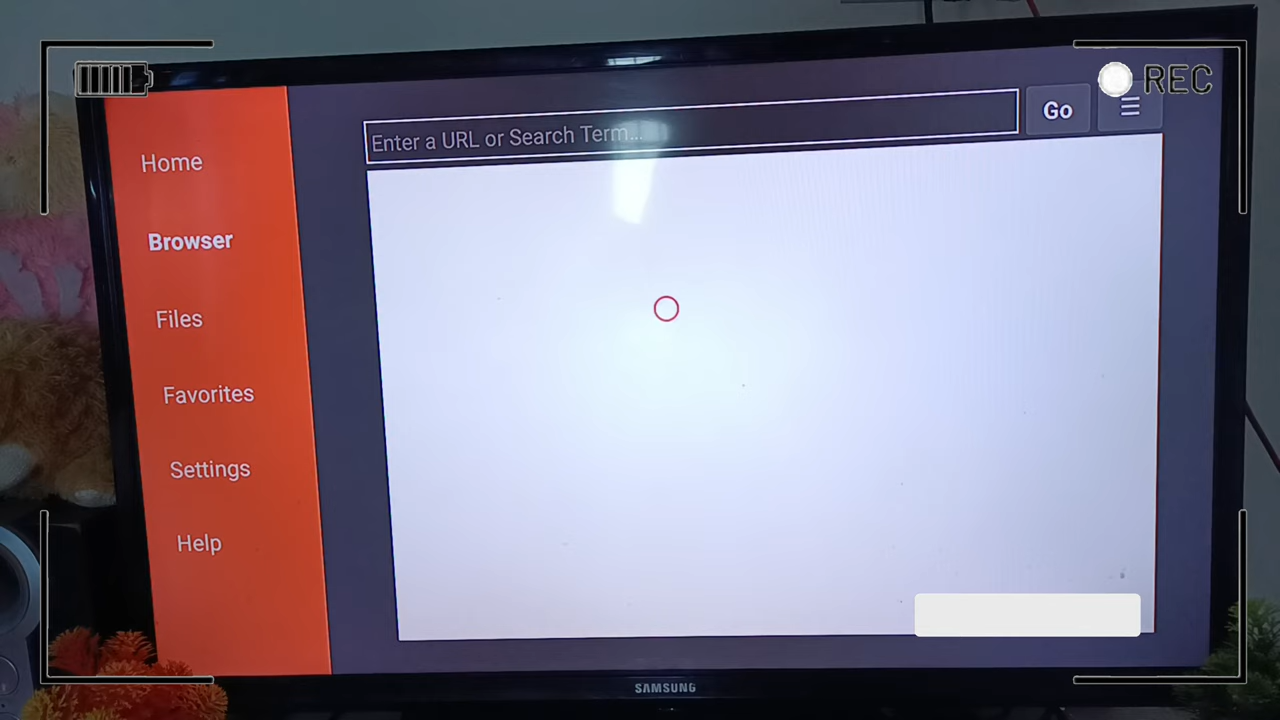 REC
Enter a URL or Search Term...
Go
Home
Browser
Files
Favorites
Settings
Help
SAMSUNG